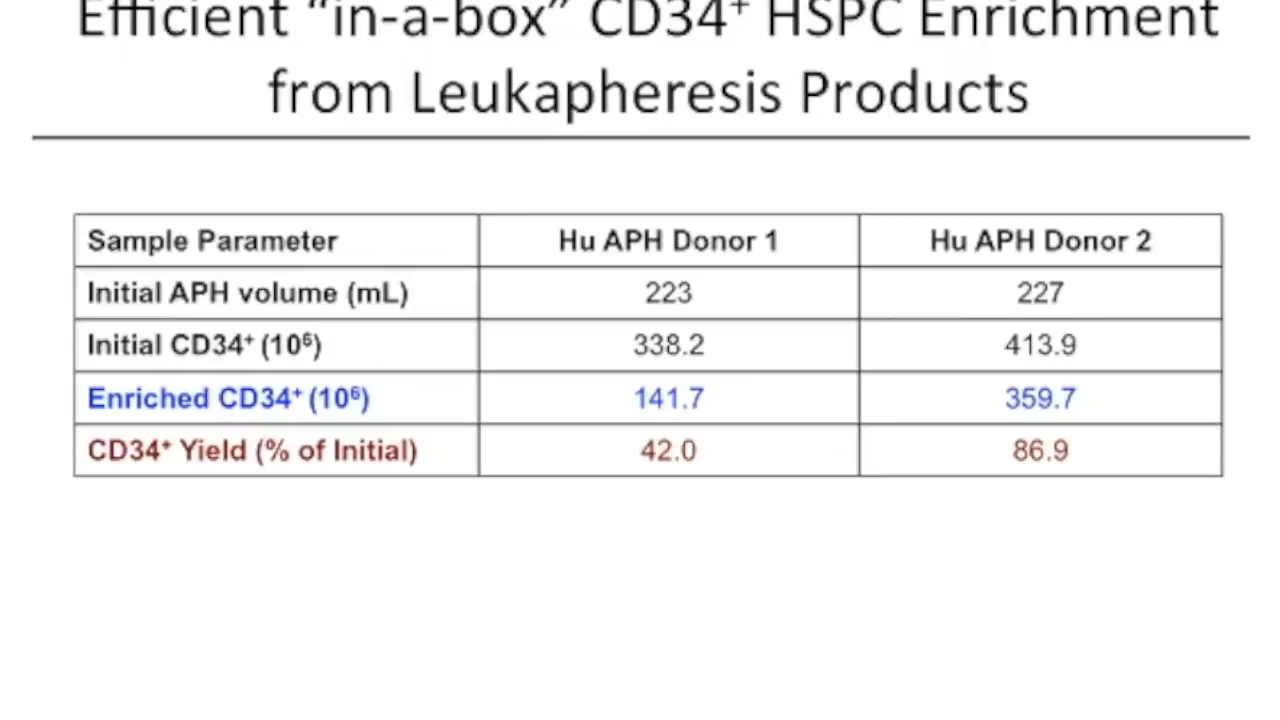 Efficient “in-a-box” CD34⁺ HSPC Enrichment
from Leukapheresis Products
Sample Parameter Hu APH Donor 1 Hu APH Donor 2
Initial APH volume (mL) 223 227
Initial CD34⁺ (10⁶) 338.2 413.9
Enriched CD34⁺ (10⁶) 141.7 359.7
CD34⁺ Yield (% of Initial) 42.0 86.9